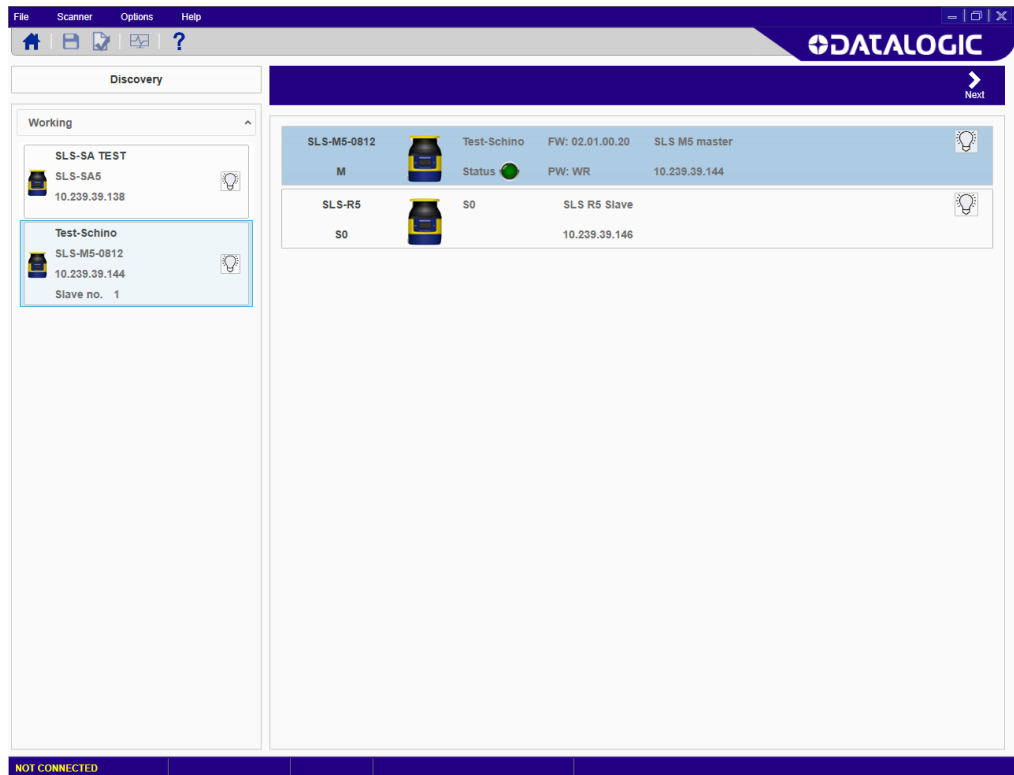 File Scanner Options Help
DATALOGIC
Discovery
Next
Working
SLS-SA TEST
SLS-SA5
10.239.39.138
Test-Schino
SLS-M5-0812
10.239.39.144
Slave no. 1
SLS-M5-0812 Test-Schino FW: 02.01.00.20 SLS M5 master
M Status PW: WR 10.239.39.144
SLS-R5 S0 SLS R5 Slave
S0 10.239.39.146
NOT CONNECTED